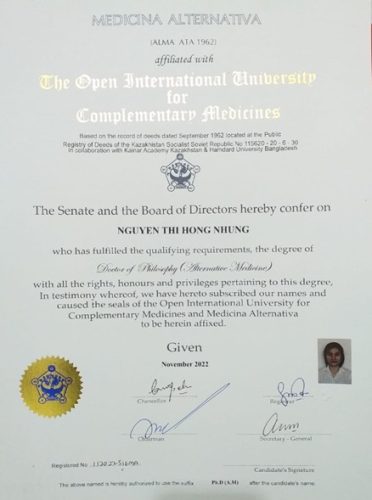 MEDICINA ALTERNATIVA
(ALMA ATA 1962)
affiliated with
The Open International University
for
Complementary Medicines
Based on the record of deeds dated September 1962 located at the Public
Registry of Deeds of the Kazakhstan Socialist Soviet Republic No 115620 - 20 - 6 - 30
in collaboration with Kainar Academy Kazakhstan & Hamdard University Bangladesh
The Senate and the Board of Directors hereby confer on
NGUYEN THI HONG NHUNG
who has fulfilled the qualifying requirements, the degree of
Doctor of Philosophy (Alternative Medicine)
with all the rights, honours and privileges pertaining to this degree,
In testimony whereof, we have hereto subscribed our names and
caused the seals of the Open International University for
Complementary Medicines and Medicina Alternativa
to be herein affixed.
Given
November 2022
Chancellor
Registrar
Chairman
Secretary - General
Registered No
Candidate's Signature
The above named is hereby authorized to use the suffix Ph.D (A.M) after the candidate's name.